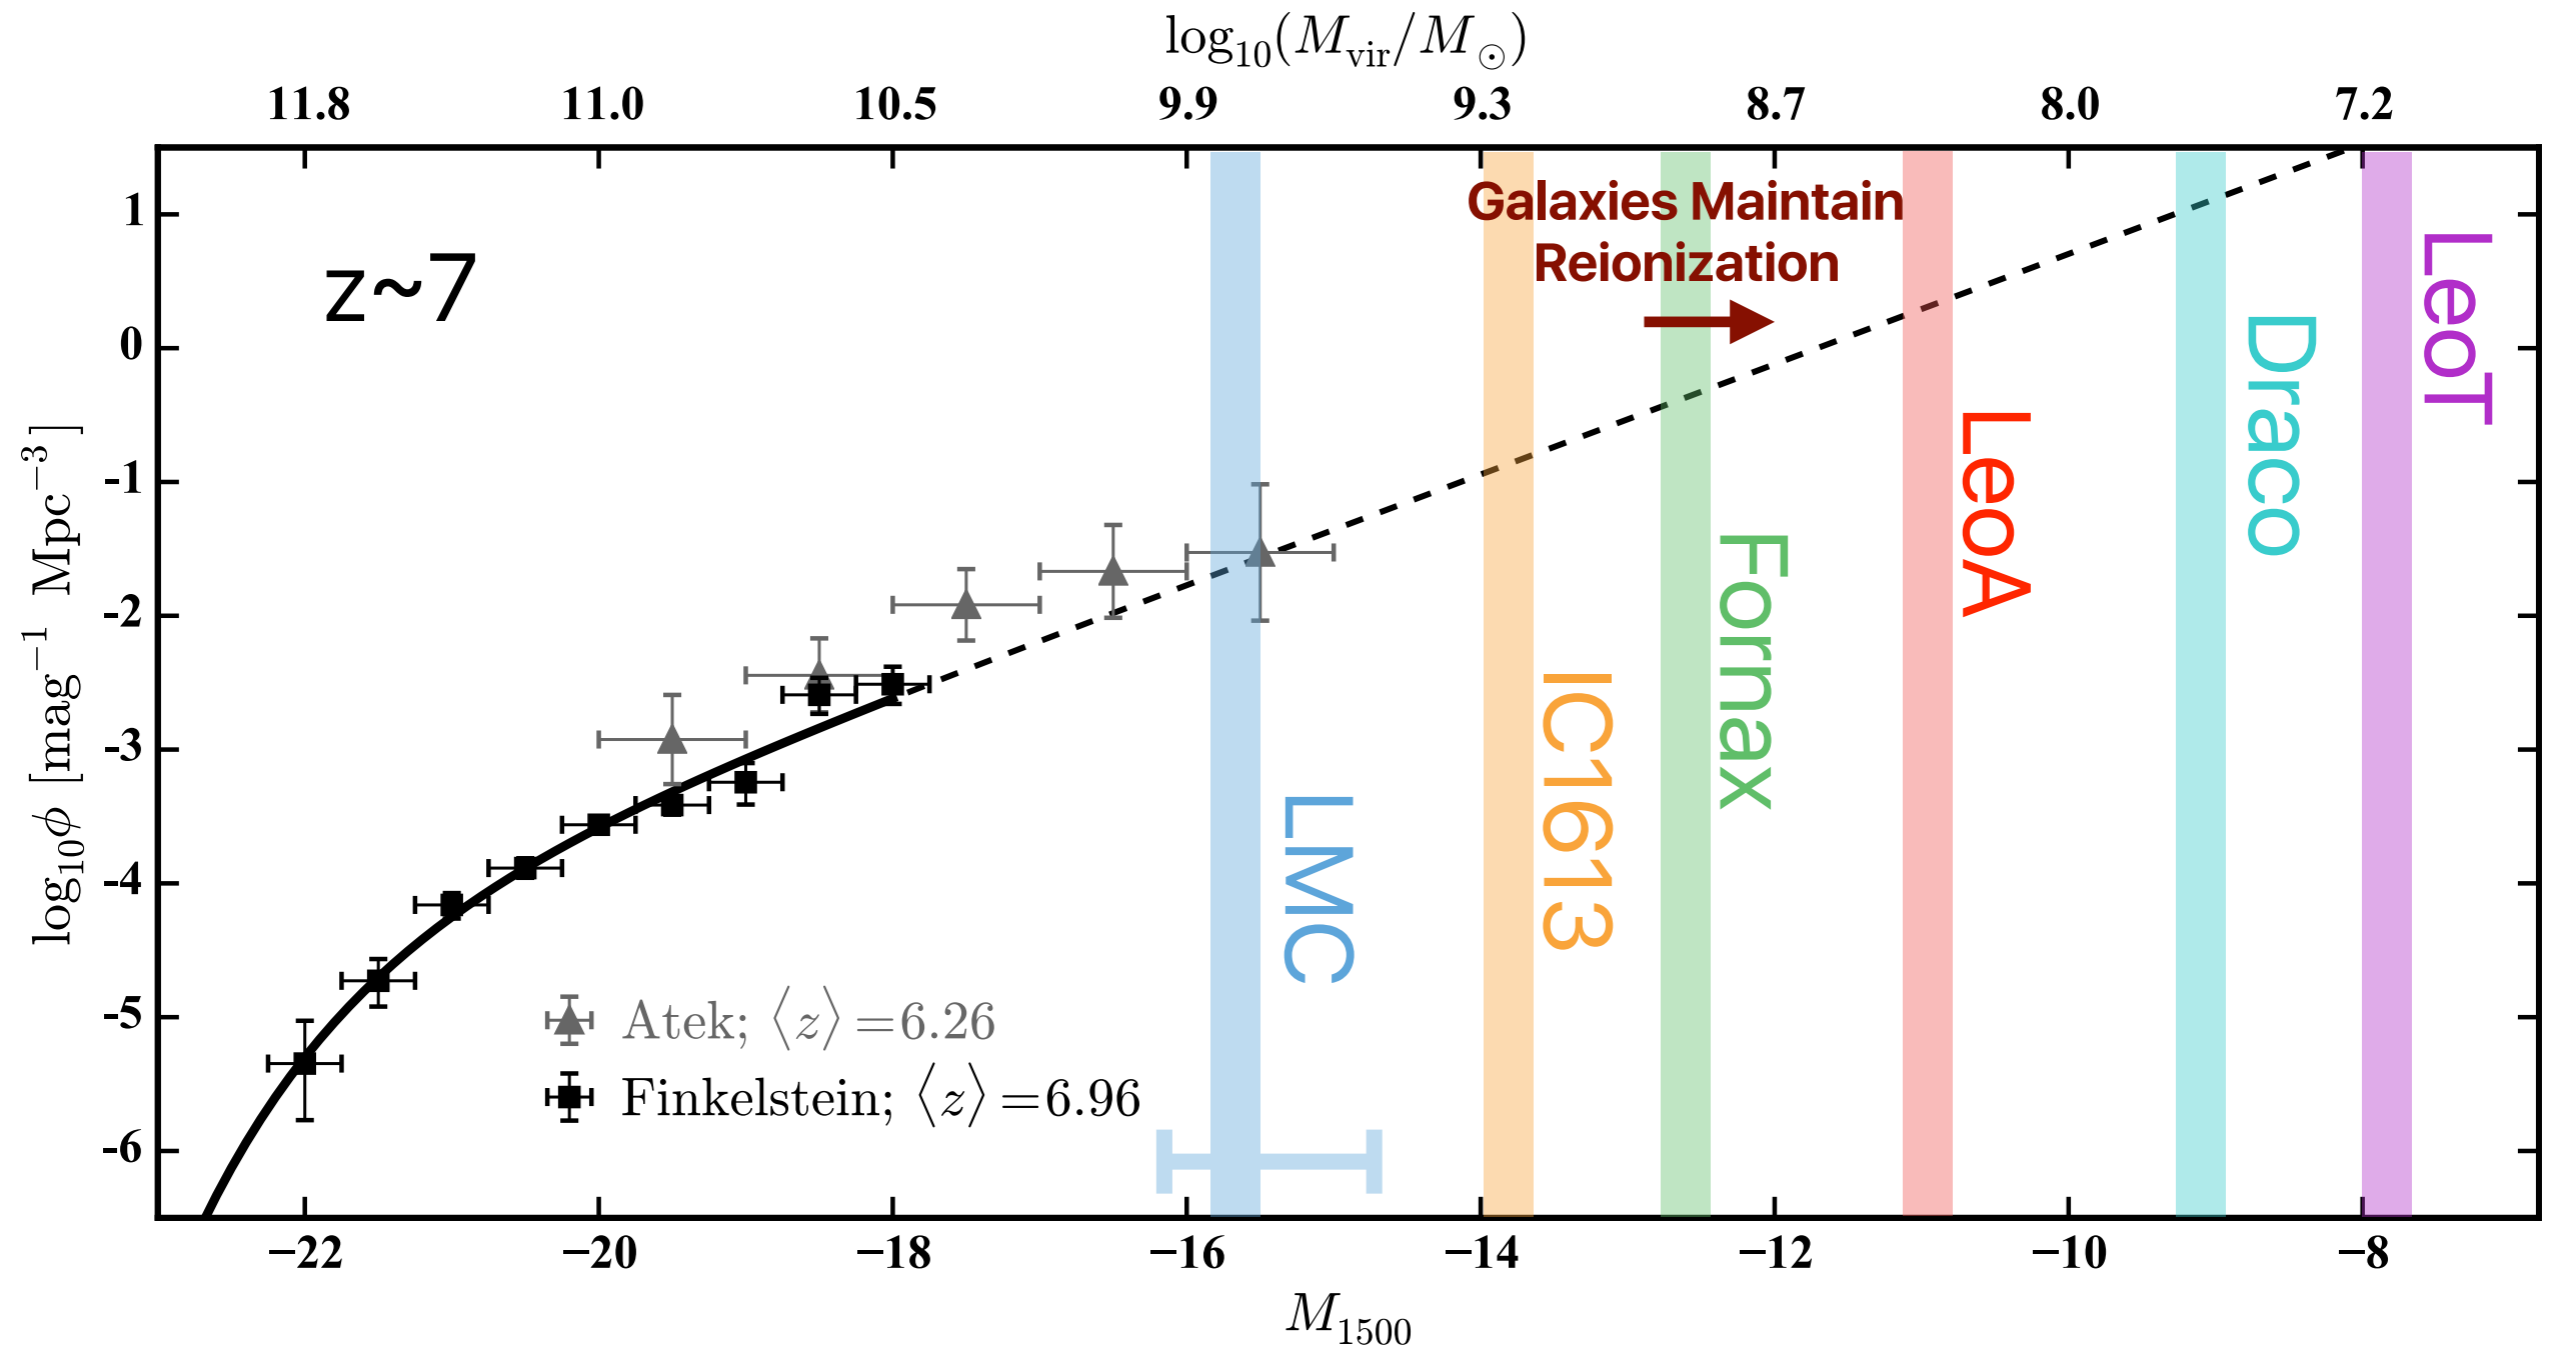 log₁₀(M_vir/M_⊙)
11.8 11.0 10.5 9.9 9.3 8.7 8.0 7.2
Galaxies Maintain
Reionization
z~7
LMC
IC1613
Fornax
LeoA
Draco
LeoT
log₁₀ϕ [mag⁻¹ Mpc⁻³]
1
0
-1
-2
-3
-4
-5
-6
Atek; ⟨z⟩=6.26
Finkelstein; ⟨z⟩=6.96
−22 −20 −18 −16 −14 −12 −10 −8
M₁₅₀₀